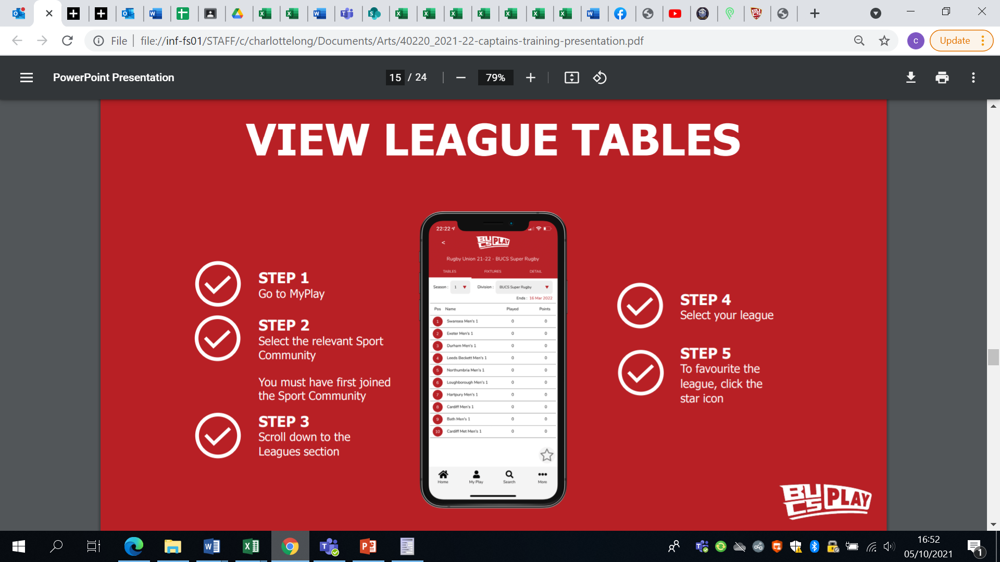 File
file://inf-fs01/STAFF/c/charlottelong/Documents/Arts/40220_2021-22-captains-training-presentation.pdf
c
Update
PowerPoint Presentation
15 / 24
79%
VIEW LEAGUE TABLES
STEP 1
Go to MyPlay
STEP 2
Select the relevant Sport
Community
You must have first joined
the Sport Community
STEP 3
Scroll down to the
Leagues section
22:22
<
BUCS PLAY
Rugby Union 21-22 - BUCS Super Rugby
TABLES FIXTURES DETAIL
Season : 1 Division : BUCS Super Rugby
Ends : 16 Mar 2022
Pos Name Played Points
1 Swansea Men's 1 0 0
2 Exeter Men's 1 0 0
3 Durham Men's 1 0 0
4 Leeds Beckett Men's 1 0 0
5 Northumbria Men's 1 0 0
6 Loughborough Men's 1 0 0
7 Hartpury Men's 1 0 0
8 Cardiff Men's 1 0 0
9 Bath Men's 1 0 0
10 Cardiff Met Men's 1 0 0
Home My Play Search More
STEP 4
Select your league
STEP 5
To favourite the
league, click the
star icon
BUCS PLAY
16:52
05/10/2021
1